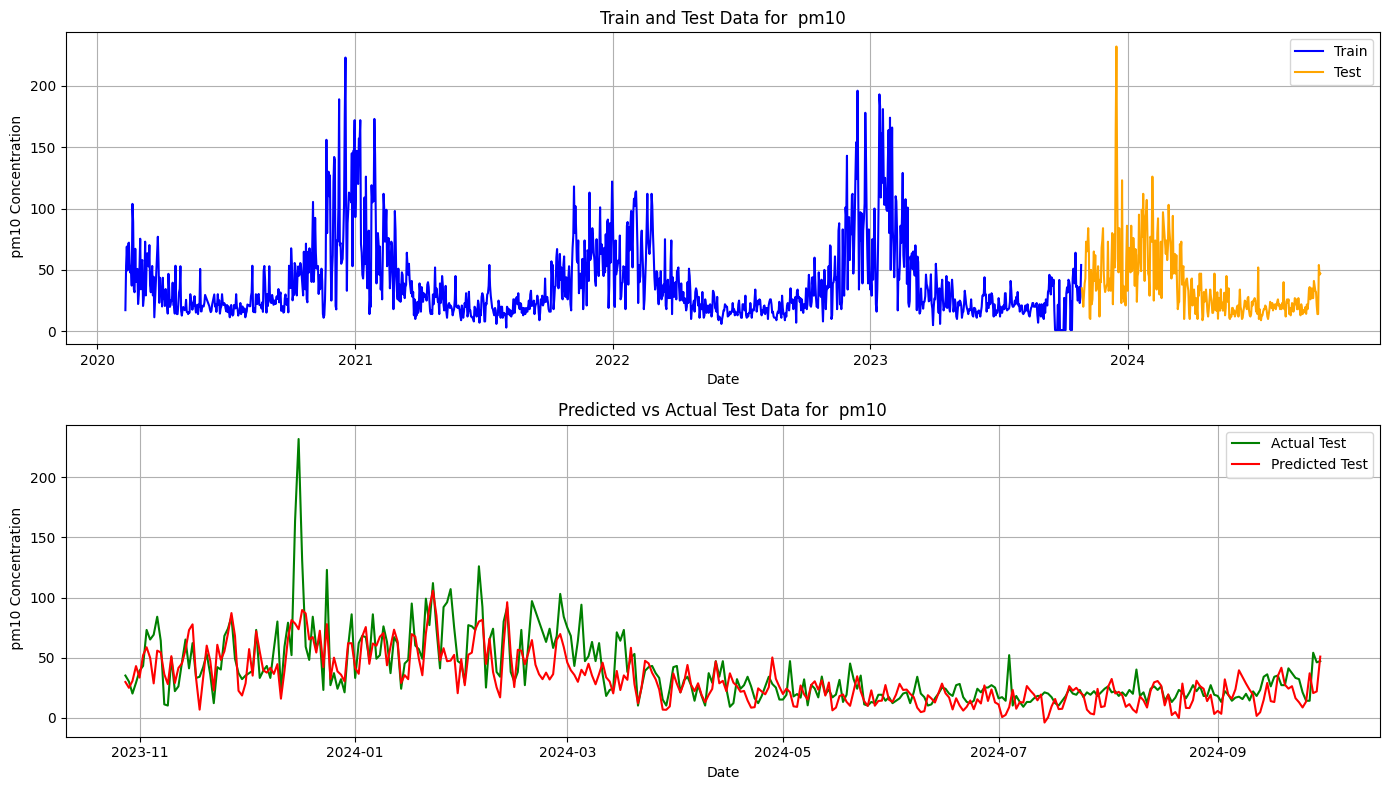 Train and Test Data for  pm10
pm10 Concentration
200
150
100
50
0
Train
Test
2020
2021
2022
2023
2024
Date
Predicted vs Actual Test Data for  pm10
pm10 Concentration
200
150
100
50
0
Actual Test
Predicted Test
2023-11
2024-01
2024-03
2024-05
2024-07
2024-09
Date